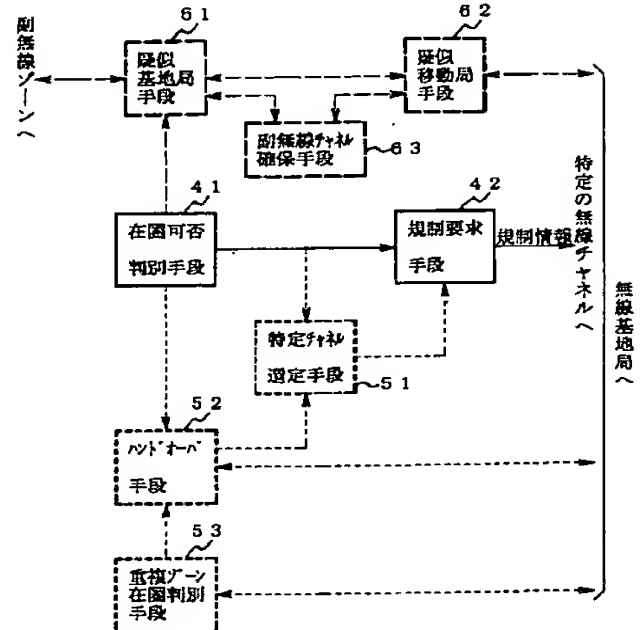 副無線ゾーンへ
61
疑似
基地局
手段
62
疑似
移動局
手段
副無線チャネル
確保手段
63
41
在圏可否
判別手段
42
規制要求
手段
規制情報
特定の無線チャネルへ
無線基地局へ
特定チャネル
選定手段
51
52
ハンドオーバ
手段
53
重複ゾーン
在圏判別
手段